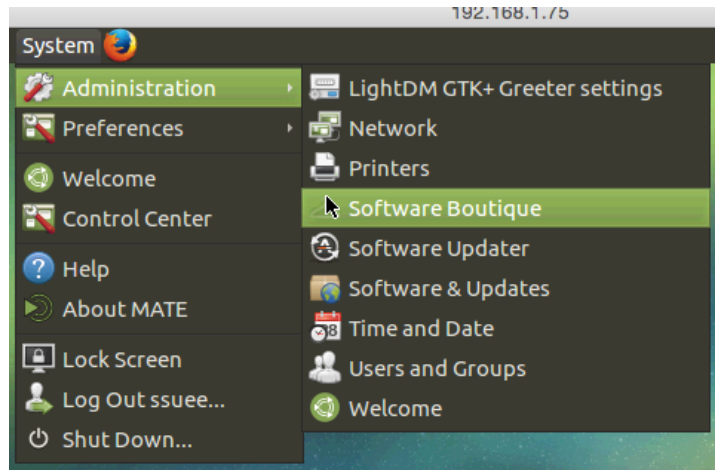 192.168.1.75
System
Administration
Preferences
Welcome
Control Center
Help
About MATE
Lock Screen
Log Out ssuee...
Shut Down...
LightDM GTK+ Greeter settings
Network
Printers
Software Boutique
Software Updater
Software & Updates
Time and Date
Users and Groups
Welcome